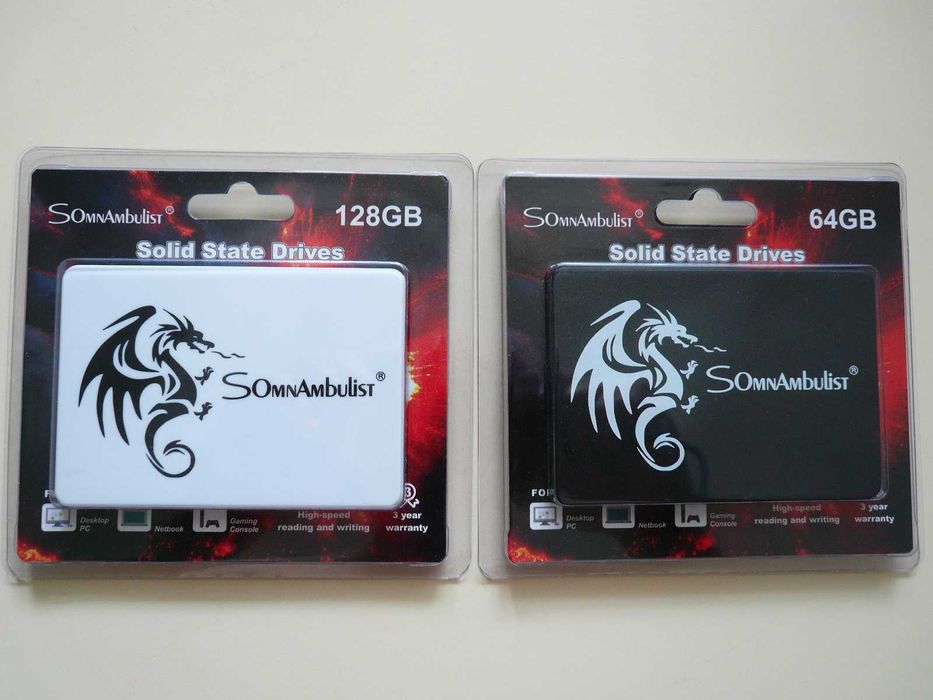 SOmnAmbulist®
128GB
Solid State Drives
SOmnAmbulist®
Desktop PC
Netbook
Gaming Console
High-speed
reading and writing
3 year
warranty
SOmnAmbulist®
64GB
Solid State Drives
SOmnAmbulist®
Desktop PC
Netbook
Gaming Console
High-speed
reading and writing
3 year
warranty